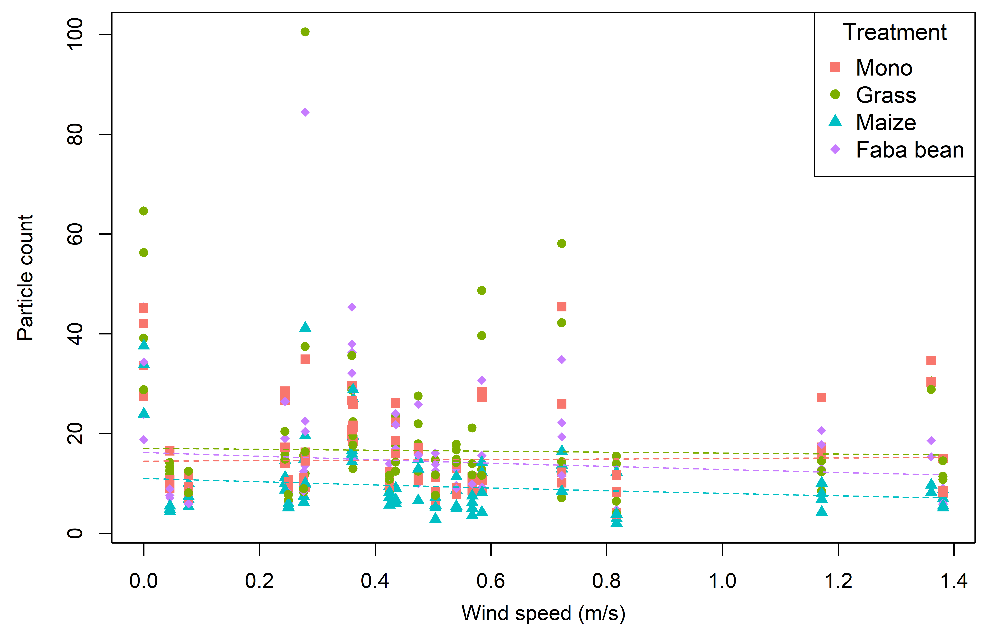 Treatment
Mono
Grass
Maize
Faba bean
Particle count
100
80
60
40
20
0
0.0 0.2 0.4 0.6 0.8 1.0 1.2 1.4
Wind speed (m/s)